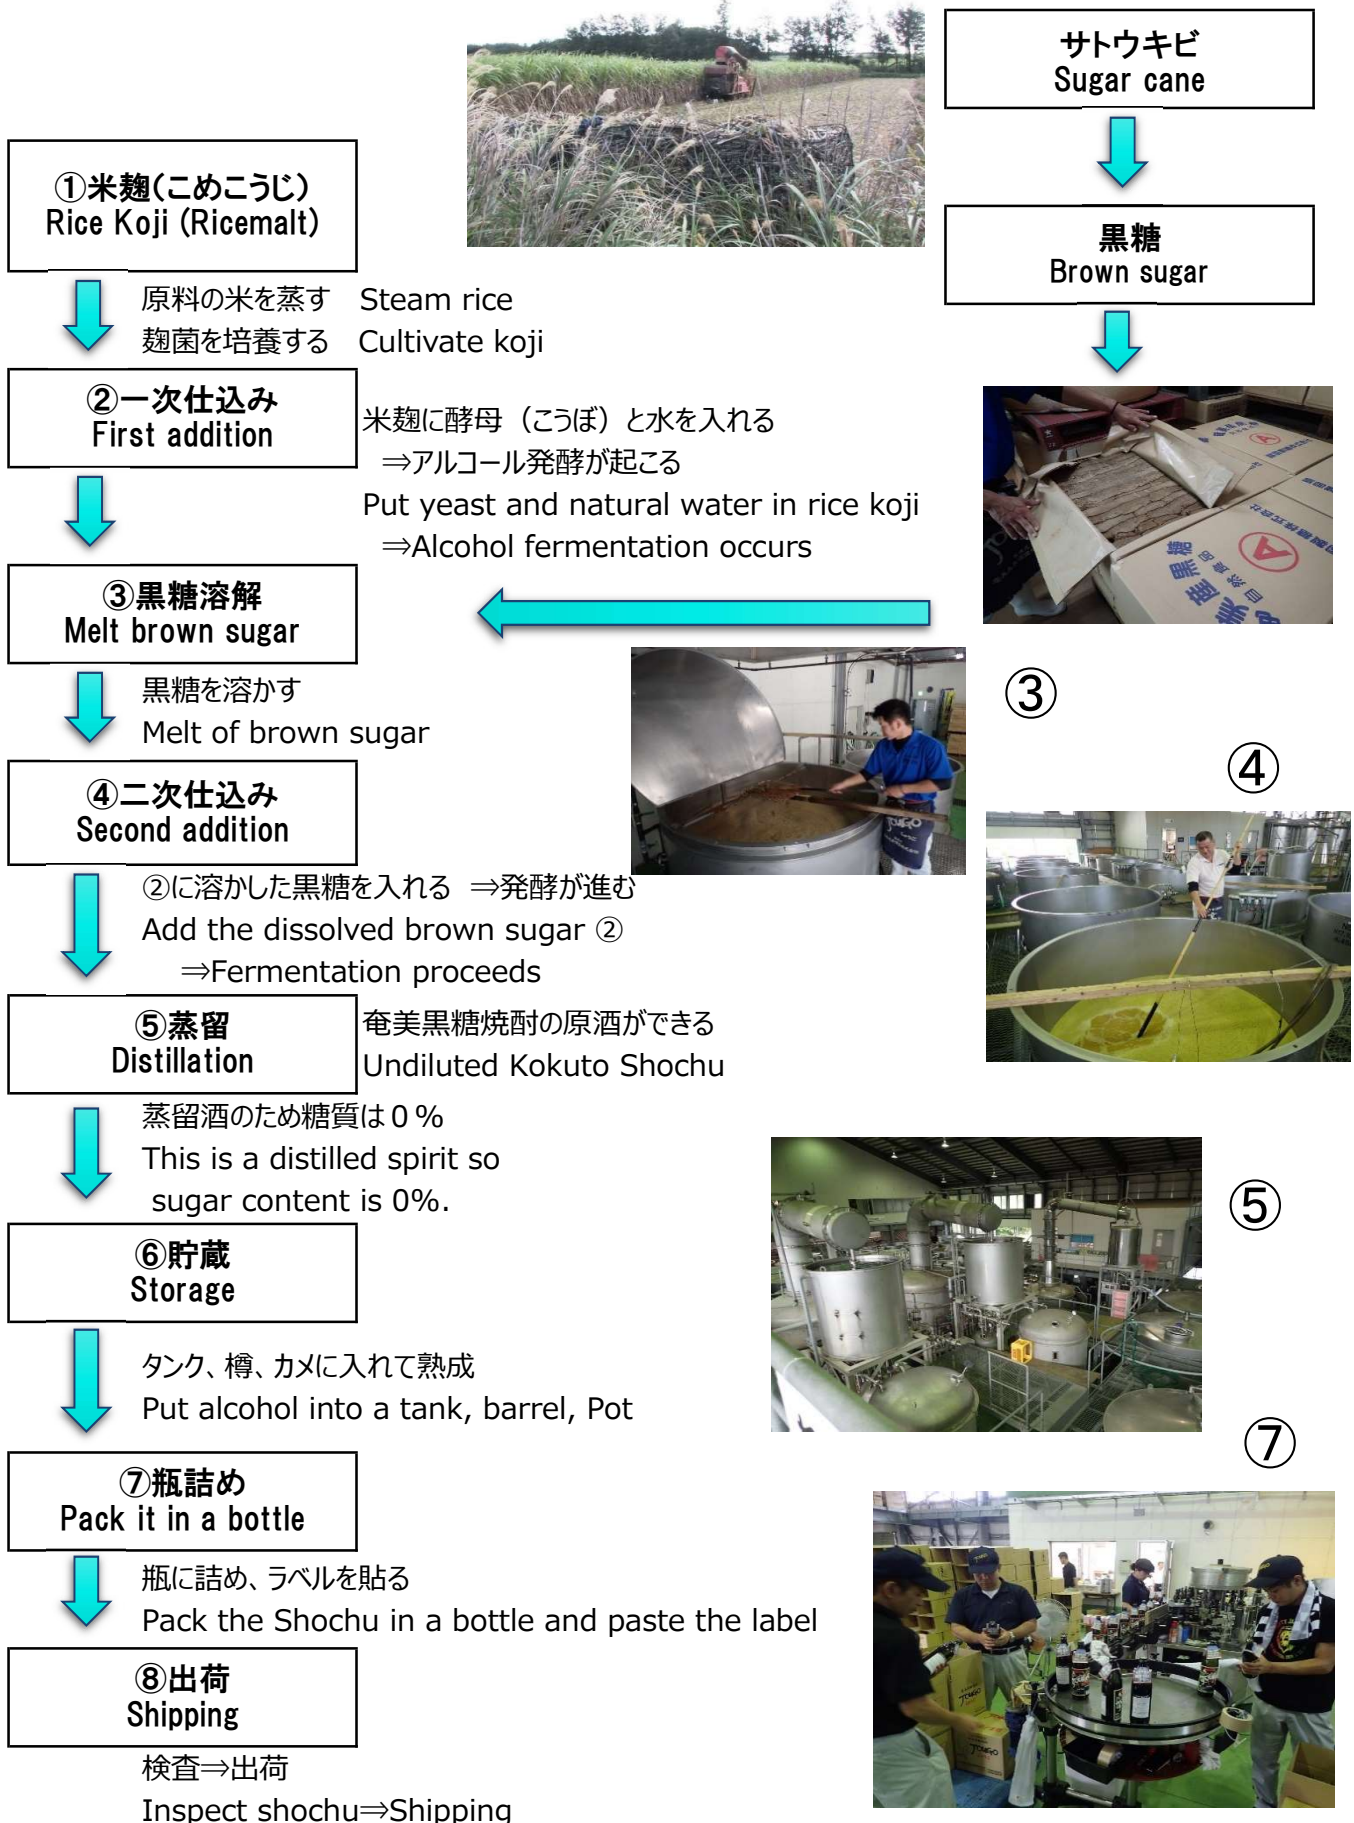 サトウキビ
Sugar cane
黒糖
Brown sugar
①米麹(こめこうじ)
Rice Koji (Ricemalt)
原料の米を蒸す Steam rice
麹菌を培養する Cultivate koji
②一次仕込み
First addition
米麹に酵母（こうぼ）と水を入れる
⇒アルコール発酵が起こる
Put yeast and natural water in rice koji
⇒Alcohol fermentation occurs
③黒糖溶解
Melt brown sugar
黒糖を溶かす
Melt of brown sugar
③
④
④二次仕込み
Second addition
②に溶かした黒糖を入れる ⇒発酵が進む
Add the dissolved brown sugar ②
⇒Fermentation proceeds
⑤蒸留
Distillation
奄美黒糖焼酎の原酒ができる
Undiluted Kokuto Shochu
蒸留酒のため糖質は０％
This is a distilled spirit so
sugar content is 0%.
⑤
⑥貯蔵
Storage
タンク、樽、カメに入れて熟成
Put alcohol into a tank, barrel, Pot
⑦
⑦瓶詰め
Pack it in a bottle
瓶に詰め、ラベルを貼る
Pack the Shochu in a bottle and paste the label
⑧出荷
Shipping
検査⇒出荷
Inspect shochu⇒Shipping
A
A
美産黒糖
自然食品
JOUGO
JOUGO
JOUGO